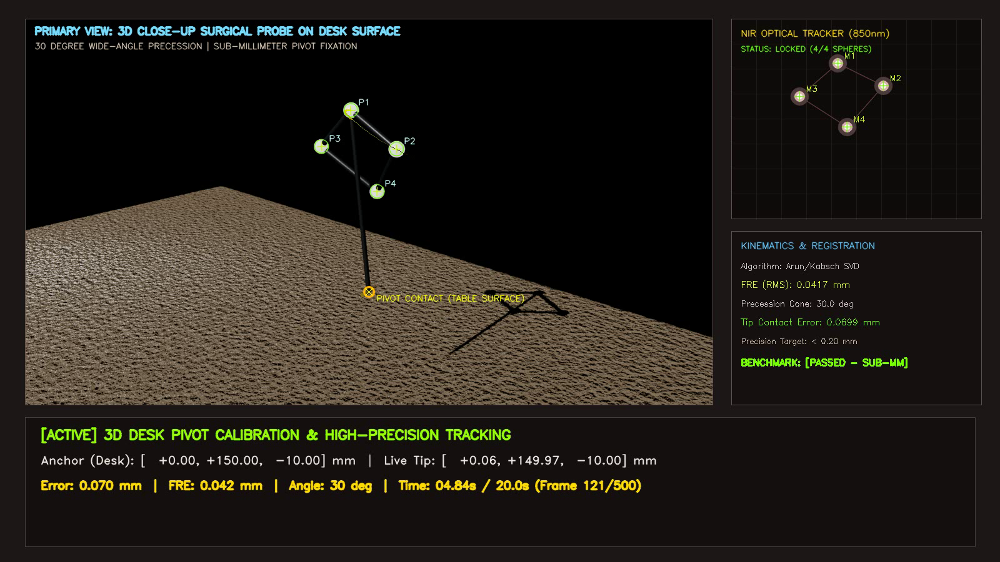 PRIMARY VIEW: 3D CLOSE-UP SURGICAL PROBE ON DESK SURFACE
30 DEGREE WIDE-ANGLE PRECESSION | SUB-MILLIMETER PIVOT FIXATION
P1
P3
P2
P4
PIVOT CONTACT (TABLE SURFACE)
NIR OPTICAL TRACKER (850nm)
STATUS: LOCKED (4/4 SPHERES)
M1
M2
M3
M4
KINEMATICS & REGISTRATION
Algorithm: Arun/Kabsch SVD
FRE (RMS): 0.0417 mm
Precession Cone: 30.0 deg
Tip Contact Error: 0.0699 mm
Precision Target: < 0.20 mm
BENCHMARK: [PASSED - SUB-MM]
[ACTIVE] 3D DESK PIVOT CALIBRATION & HIGH-PRECISION TRACKING
Anchor (Desk): [ +0.00, +150.00, -10.00] mm | Live Tip: [ +0.06, +149.97, -10.00] mm
Error: 0.070 mm | FRE: 0.042 mm | Angle: 30 deg | Time: 04.84s / 20.0s (Frame 121/500)